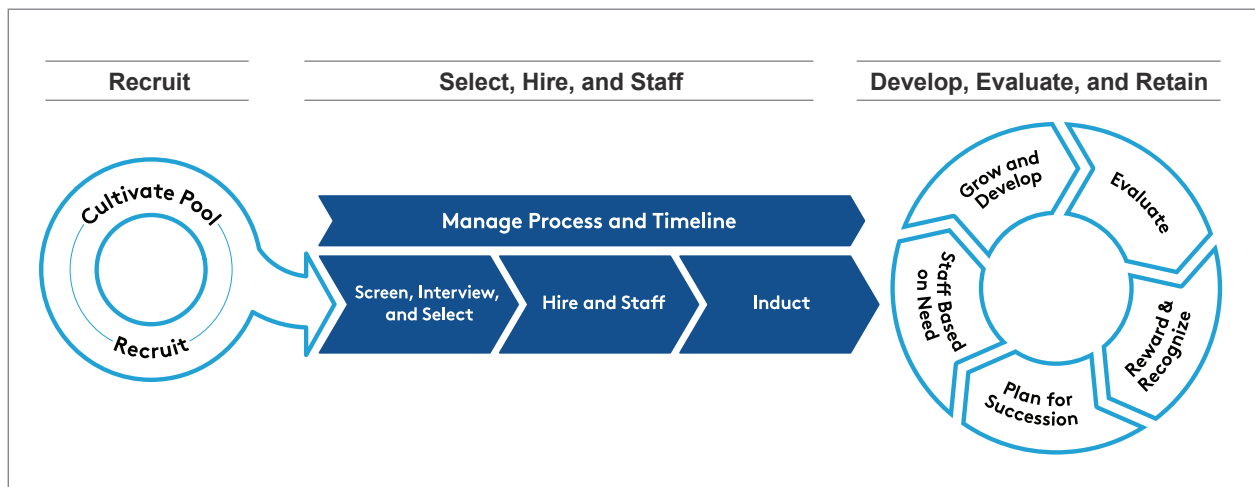 Recruit
Select, Hire, and Staff
Develop, Evaluate, and Retain
Cultivate Pool
Recruit
Manage Process and Timeline
Screen, Interview,
and Select
Hire and Staff
Induct
Grow and
Develop
Evaluate
Reward &
Recognize
Plan for
Succession
Staff Based
on Need